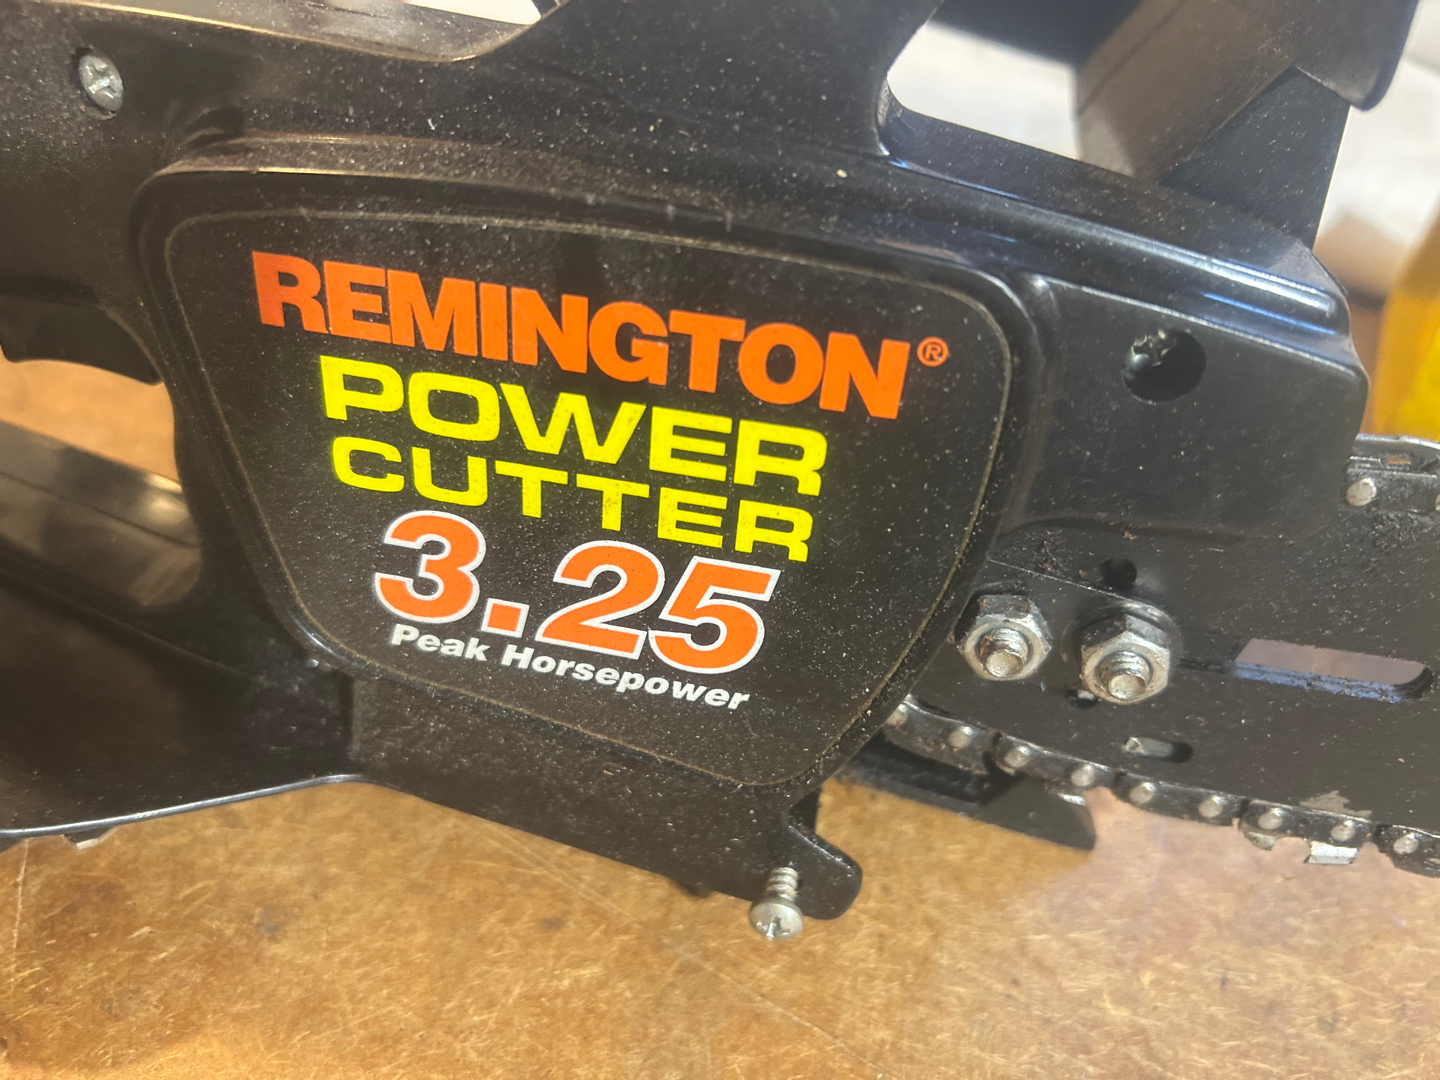 REMINGTON®
POWER
CUTTER
3.25
Peak Horsepower